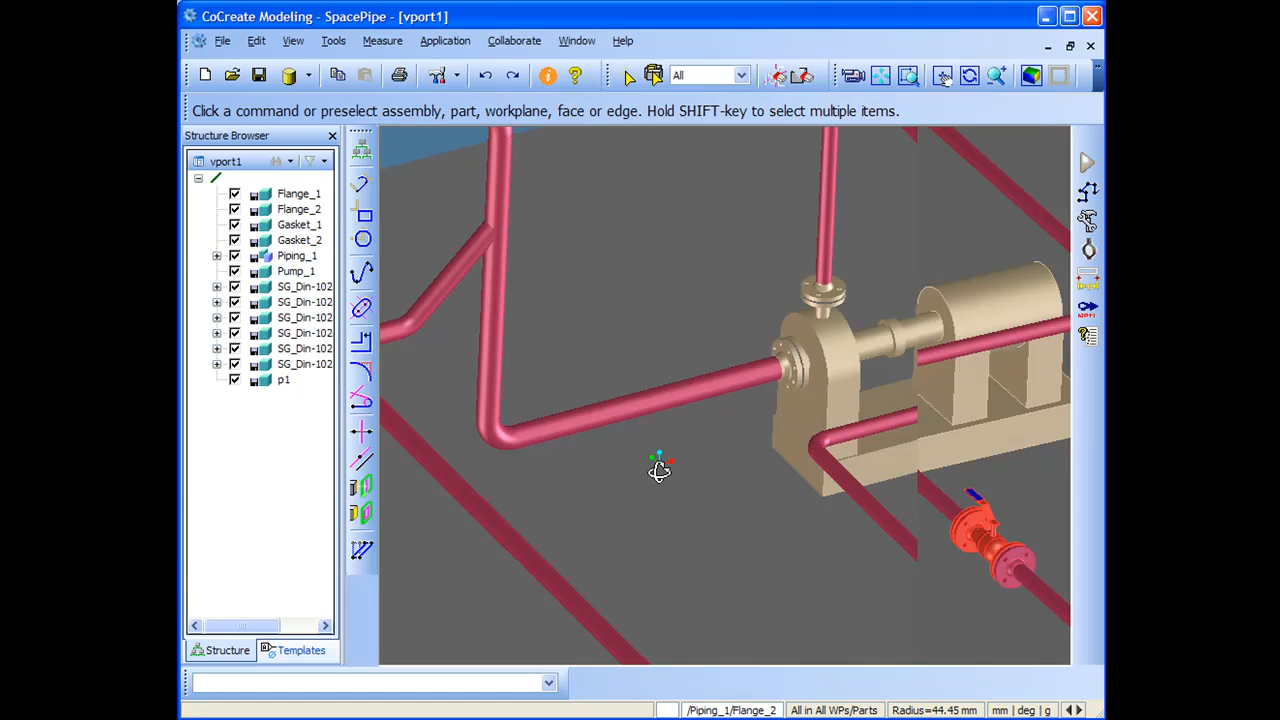 CoCreate Modeling - SpacePipe - [vport1]
File Edit View Tools Measure Application Collaborate Window Help
All
Click a command or preselect assembly, part, workplane, face or edge. Hold SHIFT-key to select multiple items.
Structure Browser
vport1
Flange_1
Flange_2
Gasket_1
Gasket_2
Piping_1
Pump_1
SG_Din-102
SG_Din-102
SG_Din-102
SG_Din-102
SG_Din-102
SG_Din-102
p1
Structure Templates
/Piping_1/Flange_2 All in All WPs/Parts Radius=44.45 mm mm | deg | g